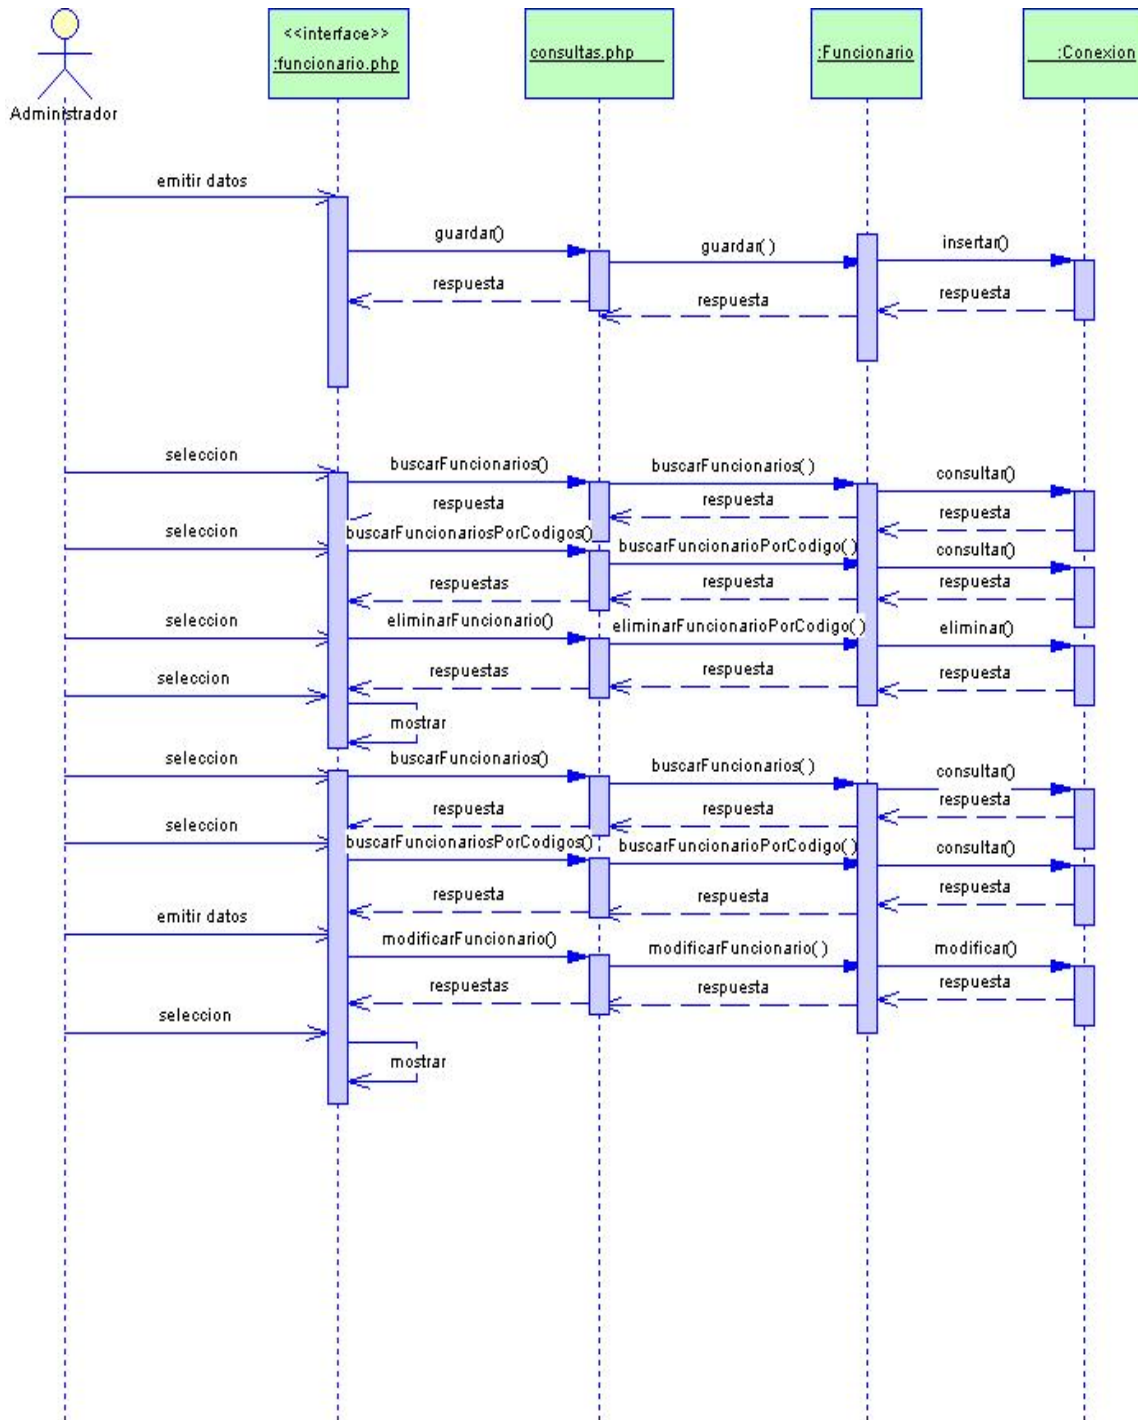 <<interface>>
:funcionario.php
consultas.php
:Funcionario
:Conexion
Administrador
emitir datos
guardar()
guardar( )
insertar()
respuesta
respuesta
respuesta
seleccion
buscarFuncionarios()
buscarFuncionarios( )
consultar()
respuesta
respuesta
respuesta
seleccion
buscarFuncionariosPorCodigos()
buscarFuncionarioPorCodigo( )
consultar()
respuestas
respuesta
respuesta
seleccion
eliminarFuncionario()
eliminarFuncionarioPorCodigo( )
eliminar()
respuestas
respuesta
respuesta
seleccion
mostrar
seleccion
buscarFuncionarios()
buscarFuncionarios( )
consultar()
respuesta
respuesta
respuesta
seleccion
buscarFuncionariosPorCodigos()
buscarFuncionarioPorCodigo( )
consultar()
respuesta
respuesta
respuesta
emitir datos
modificarFuncionario()
modificarFuncionario( )
modificar()
respuestas
respuesta
respuesta
seleccion
mostrar